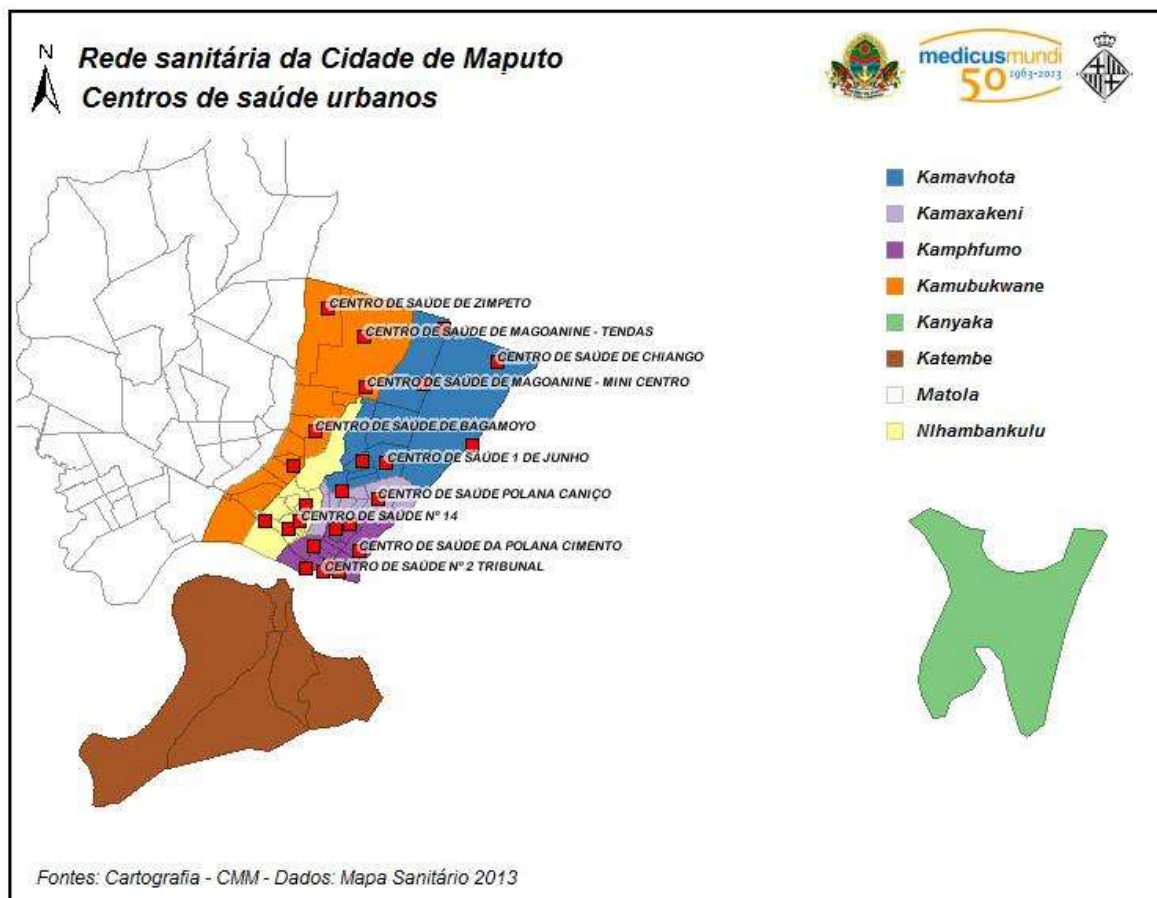 N
Rede sanitária da Cidade de Maputo
Centros de saúde urbanos
medicusmundi
50 1963-2013
Kamavhota
Kamaxakeni
Kamphfumo
Kamubukwane
Kanyaka
Katembe
Matola
Nlhambankulu
CENTRO DE SAÚDE DE ZIMPETO
CENTRO DE SAÚDE DE MAGOANINE - TENDAS
CENTRO DE SAÚDE DE CHIANGO
CENTRO DE SAÚDE DE MAGOANINE - MINI CENTRO
CENTRO DE SAÚDE DE BAGAMOYO
CENTRO DE SAÚDE 1 DE JUNHO
CENTRO DE SAÚDE POLANA CANIÇO
CENTRO DE SAÚDE Nº 14
CENTRO DE SAÚDE DA POLANA CIMENTO
CENTRO DE SAÚDE Nº 2 TRIBUNAL
Fontes: Cartografia - CMM - Dados: Mapa Sanitário 2013